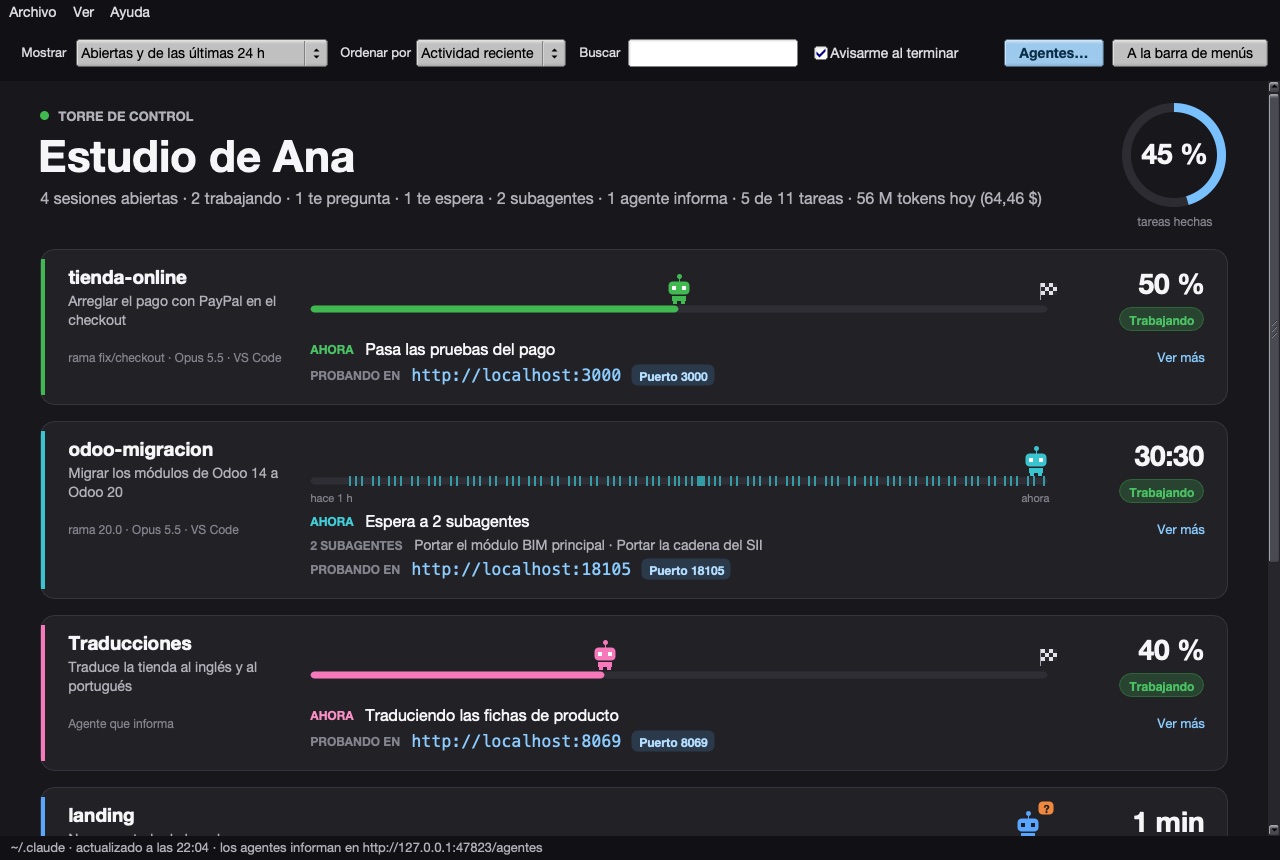 Archivo Ver Ayuda
Mostrar Abiertas y de las últimas 24 h Ordenar por Actividad reciente Buscar Avisarme al terminar Agentes... A la barra de menús
TORRE DE CONTROL
Estudio de Ana
4 sesiones abiertas · 2 trabajando · 1 te pregunta · 1 te espera · 2 subagentes · 1 agente informa · 5 de 11 tareas · 56 M tokens hoy (64,46 $)
45 %
tareas hechas
tienda-online
Arreglar el pago con PayPal en el
checkout
rama fix/checkout · Opus 5.5 · VS Code
AHORA Pasa las pruebas del pago
PROBANDO EN http://localhost:3000 Puerto 3000
50 %
Trabajando
Ver más
odoo-migracion
Migrar los módulos de Odoo 14 a
Odoo 20
rama 20.0 · Opus 5.5 · VS Code
hace 1 h ahora
AHORA Espera a 2 subagentes
2 SUBAGENTES Portar el módulo BIM principal · Portar la cadena del SII
PROBANDO EN http://localhost:18105 Puerto 18105
30:30
Trabajando
Ver más
Traducciones
Traduce la tienda al inglés y al
portugués
Agente que informa
AHORA Traduciendo las fichas de producto
PROBANDO EN http://localhost:8069 Puerto 8069
40 %
Trabajando
Ver más
landing
?
1 min
~/.claude · actualizado a las 22:04 · los agentes informan en http://127.0.0.1:47823/agentes